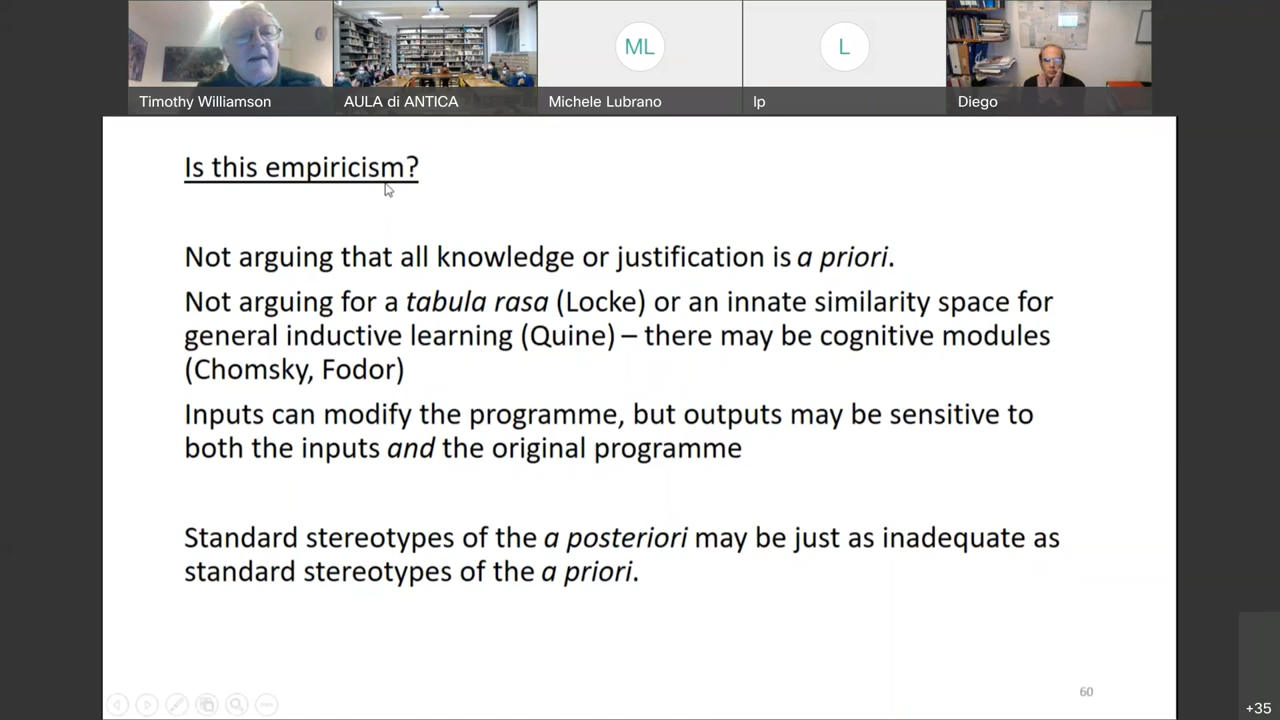 ML
L
Timothy Williamson
AULA di ANTICA
Michele Lubrano
lp
Diego
Is this empiricism?
Not arguing that all knowledge or justification is a priori.
Not arguing for a tabula rasa (Locke) or an innate similarity space for
general inductive learning (Quine) – there may be cognitive modules
(Chomsky, Fodor)
Inputs can modify the programme, but outputs may be sensitive to
both the inputs and the original programme
Standard stereotypes of the a posteriori may be just as inadequate as
standard stereotypes of the a priori.
60
+35